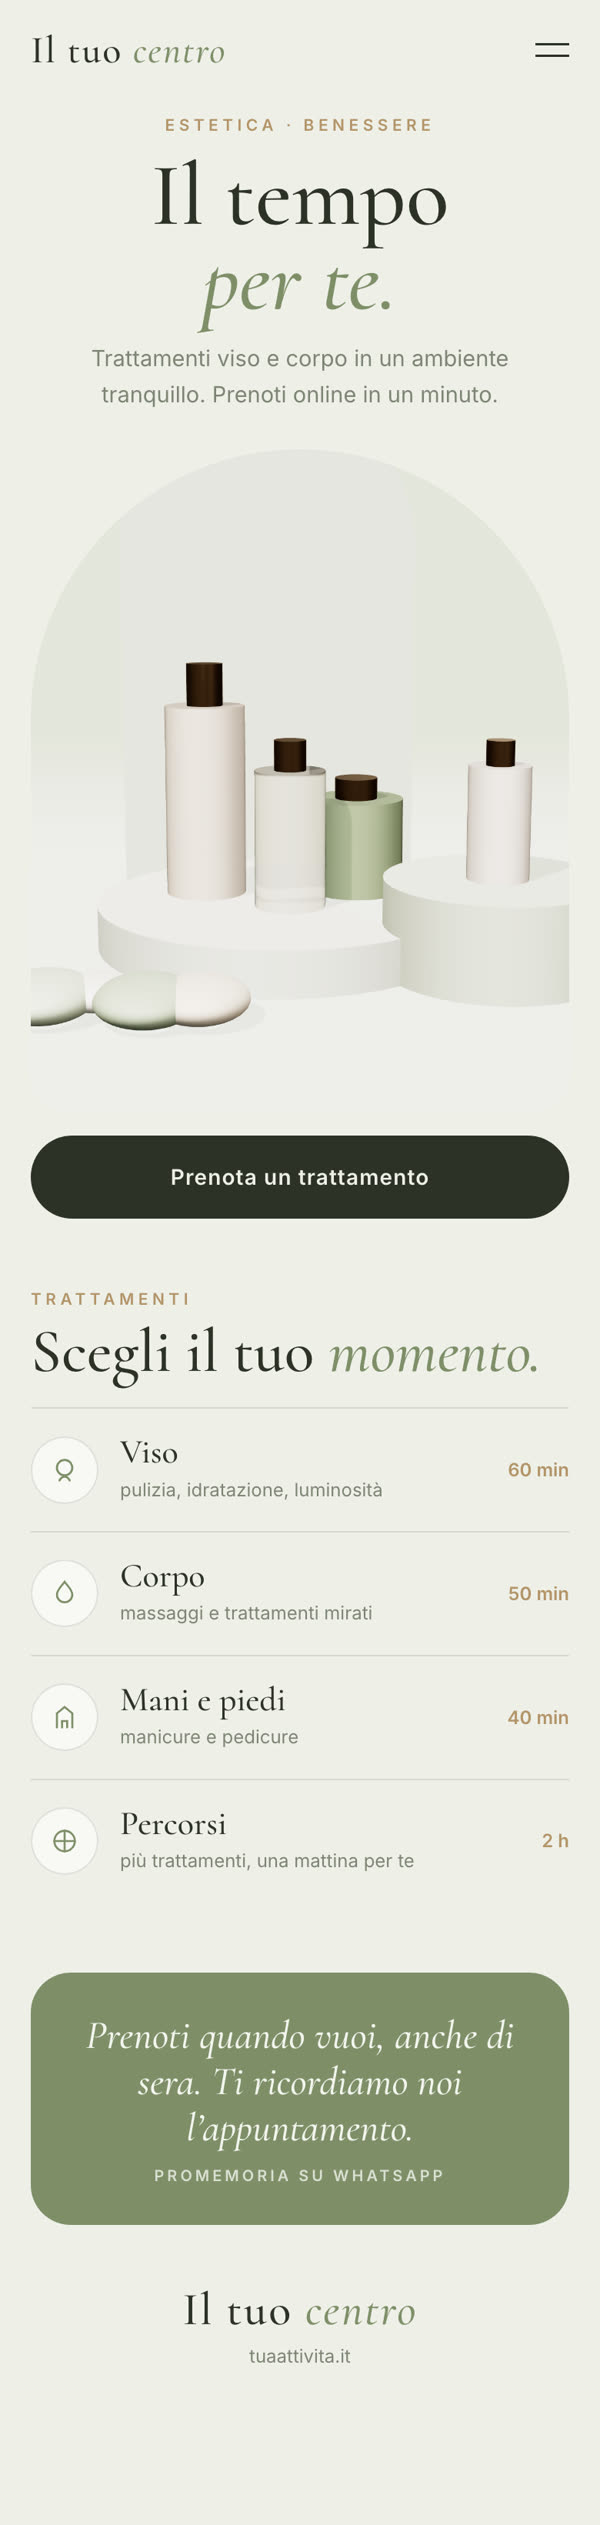 Il tuo centro
ESTETICA · BENESSERE
Il tempo
per te.
Trattamenti viso e corpo in un ambiente
tranquillo. Prenoti online in un minuto.
Prenota un trattamento
TRATTAMENTI
Scegli il tuo momento.
Viso
pulizia, idratazione, luminosità
60 min
Corpo
massaggi e trattamenti mirati
50 min
Mani e piedi
manicure e pedicure
40 min
Percorsi
più trattamenti, una mattina per te
2 h
Prenoti quando vuoi, anche di
sera. Ti ricordiamo noi
l’appuntamento.
PROMEMORIA SU WHATSAPP
Il tuo centro
tuaattivita.it